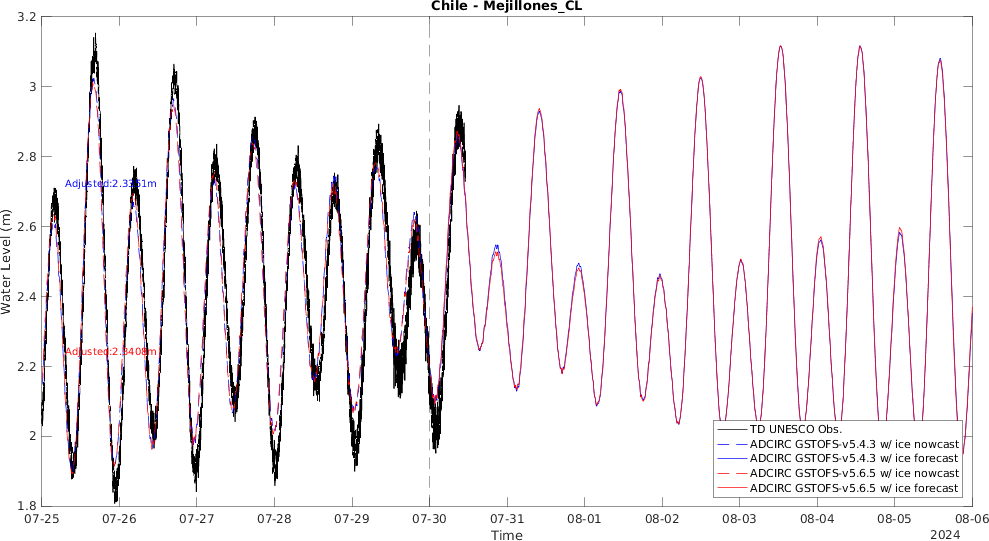 Chile - Mejillones_CL
3.2
3
2.8
2.6
2.4
2.2
2
1.8
Water Level (m)
Adjusted:2.3361m
Adjusted:2.3408m
TD UNESCO Obs.
ADCIRC GSTOFS-v5.4.3 w/ ice nowcast
ADCIRC GSTOFS-v5.4.3 w/ ice forecast
ADCIRC GSTOFS-v5.6.5 w/ ice nowcast
ADCIRC GSTOFS-v5.6.5 w/ ice forecast
07-25 07-26 07-27 07-28 07-29 07-30 07-31 08-01 08-02 08-03 08-04 08-05 08-06
Time
2024